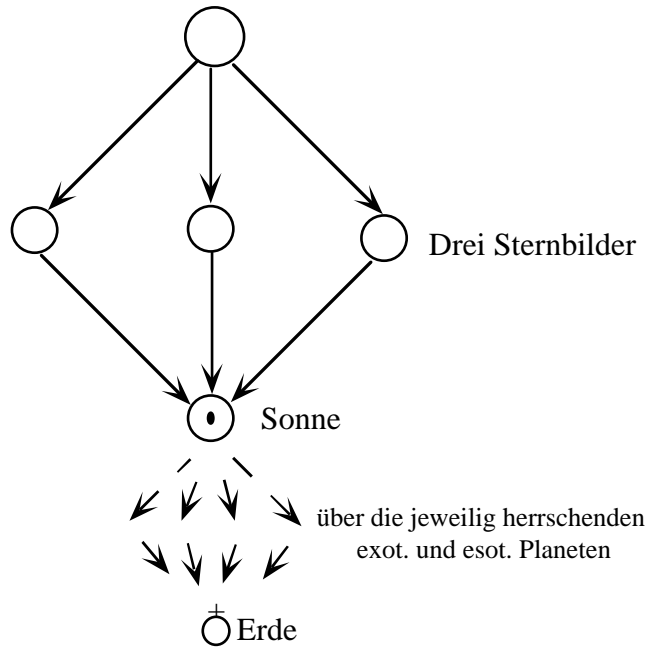 Drei Sternbilder
Sonne
über die jeweilig herrschenden
exot. und esot. Planeten
Erde